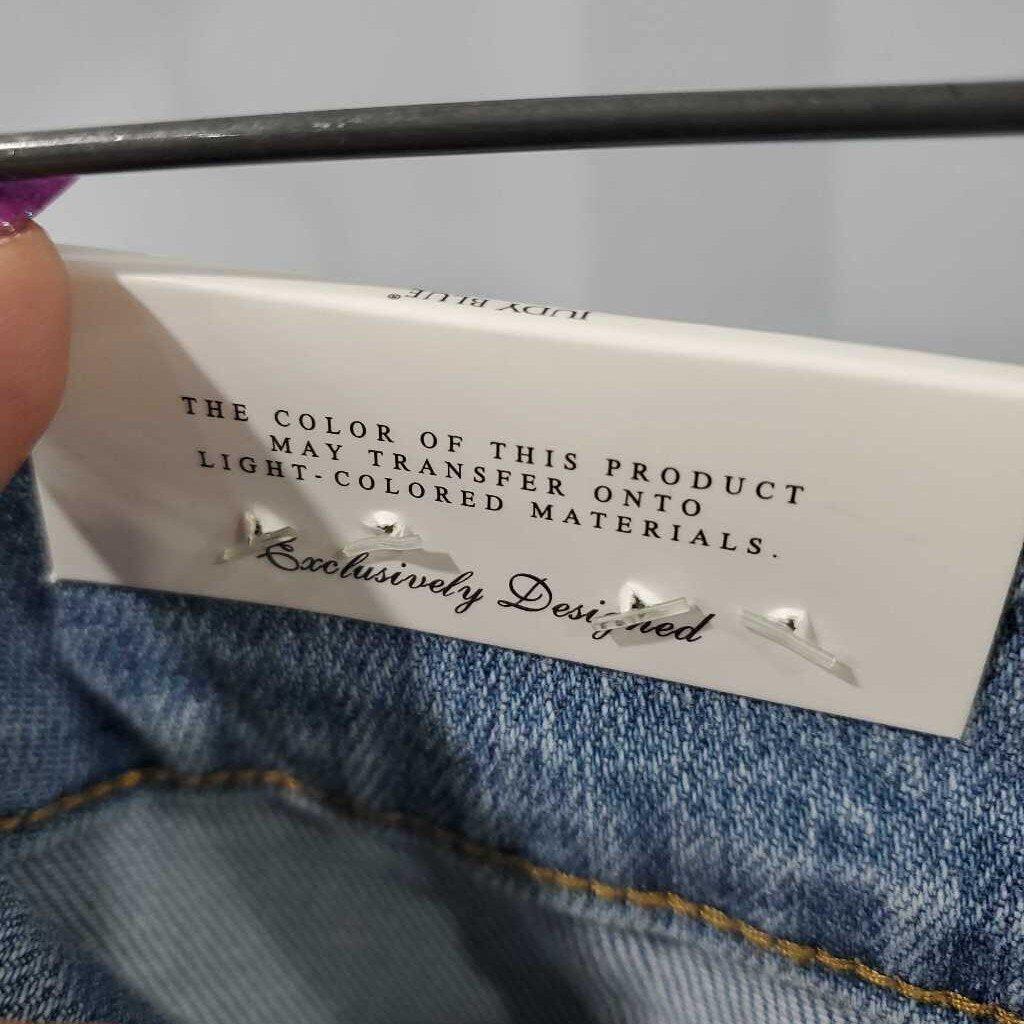 JUDY BLUE®
THE COLOR OF THIS PRODUCT
MAY TRANSFER ONTO
LIGHT-COLORED MATERIALS.
Exclusively Designed